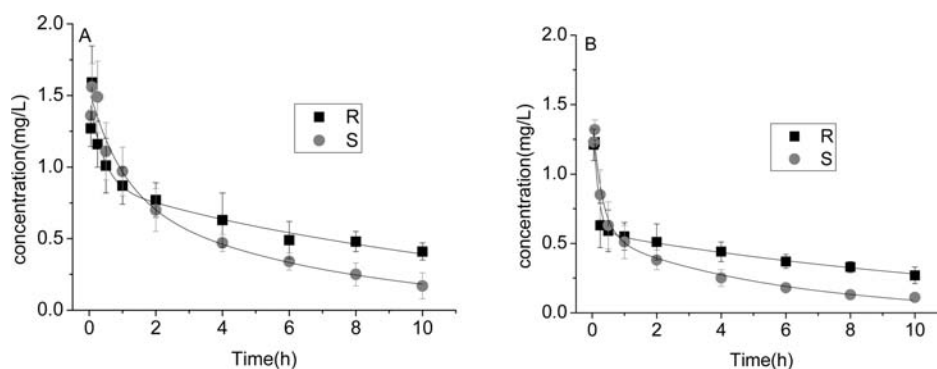 A
2.0
1.5
1.0
0.5
0.0
concentration(mg/L)
R
S
0 2 4 6 8 10
Time(h)
B
2.0
1.5
1.0
0.5
0.0
concentration(mg/L)
R
S
0 2 4 6 8 10
Time(h)